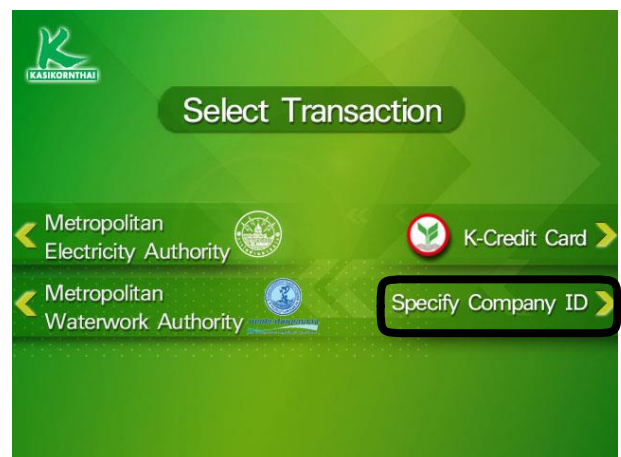 KASIKORNTHAI
Select Transaction
Metropolitan
Electricity Authority
K-Credit Card
Metropolitan
Waterwork Authority
Specify Company ID